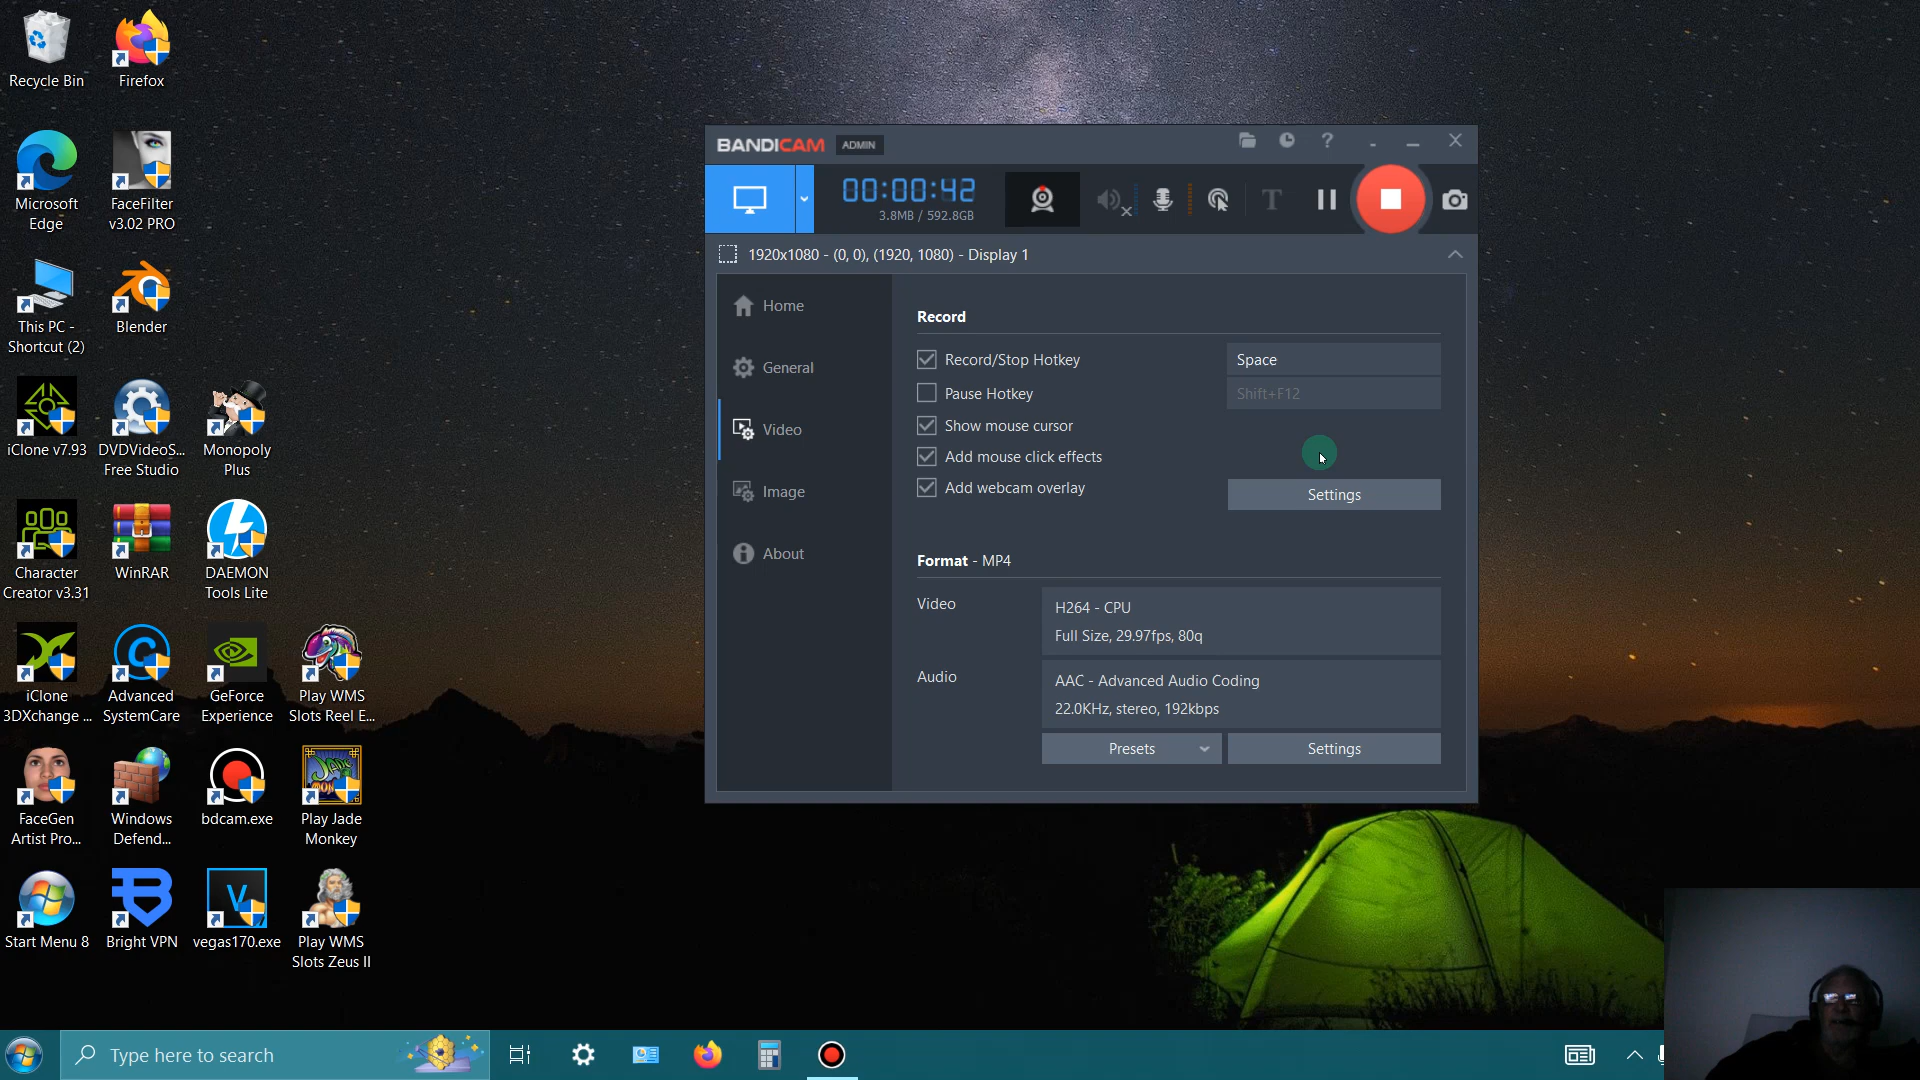 Recycle Bin
Firefox
Microsoft
Edge
FaceFilter
v3.02 PRO
This PC -
Shortcut (2)
Blender
iClone v7.93
DVDVideoS...
Free Studio
Monopoly
Plus
Character
Creator v3.31
WinRAR
DAEMON
Tools Lite
iClone
3DXchange ...
Advanced
SystemCare
GeForce
Experience
Play WMS
Slots Reel E...
FaceGen
Artist Pro...
Windows
Defend...
bdcam.exe
Play Jade
Monkey
Start Menu 8
Bright VPN
vegas170.exe
Play WMS
Slots Zeus II
BANDICAM
ADMIN
00:00:42
3.8MB / 592.8GB
1920x1080 - (0, 0), (1920, 1080) - Display 1
Home
General
Video
Image
About
Record
Record/Stop Hotkey
Space
Pause Hotkey
Shift+F12
Show mouse cursor
Add mouse click effects
Add webcam overlay
Settings
Format - MP4
Video
H264 - CPU
Full Size, 29.97fps, 80q
Audio
AAC - Advanced Audio Coding
22.0KHz, stereo, 192kbps
Presets
Settings
Type here to search